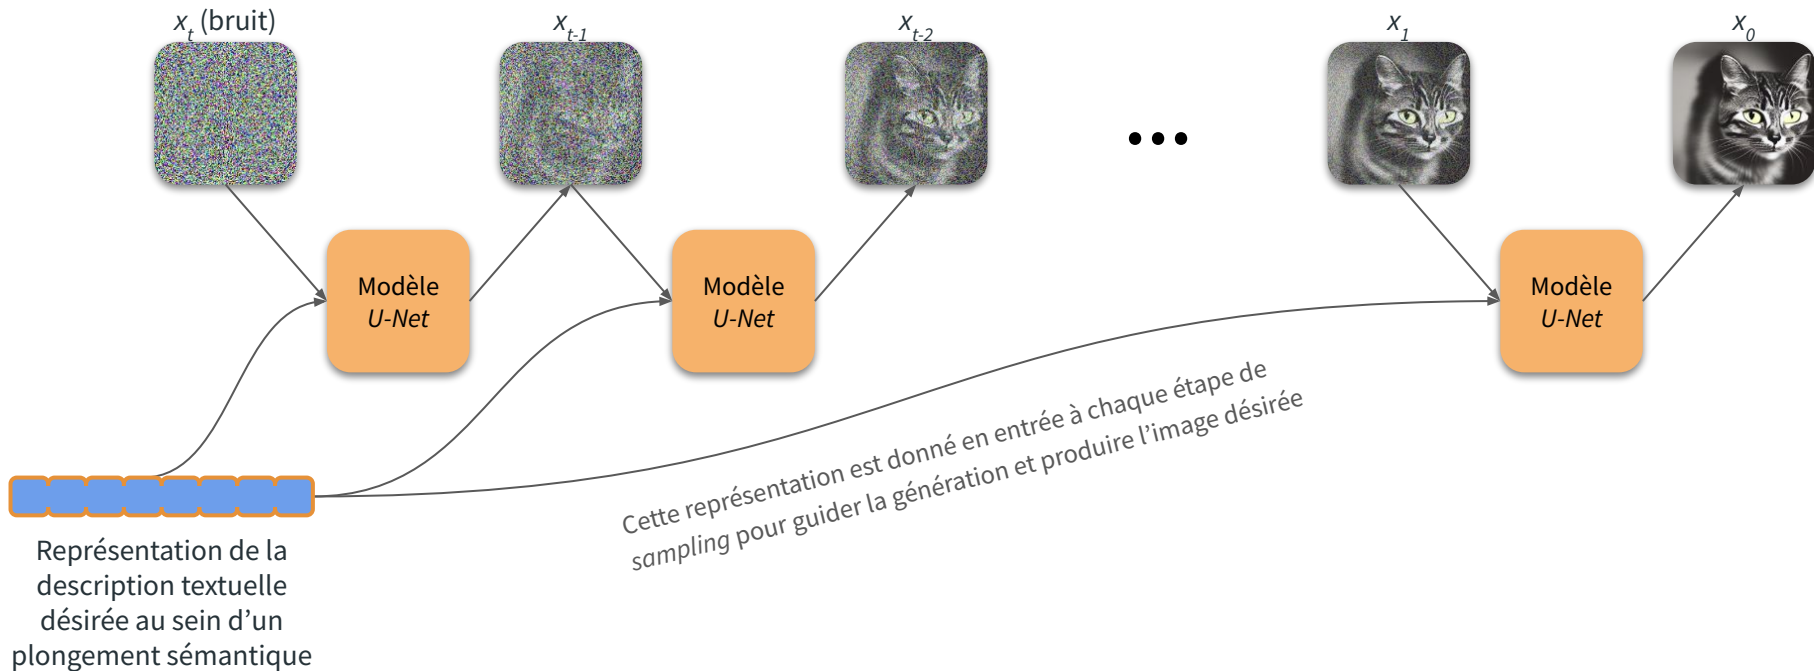 x_t (bruit)
x_{t-1}
x_{t-2}
x_1
x_0
Modèle
U-Net
Modèle
U-Net
Modèle
U-Net
Cette représentation est donné en entrée à chaque étape de
sampling pour guider la génération et produire l’image désirée
Représentation de la
description textuelle
désirée au sein d’un
plongement sémantique